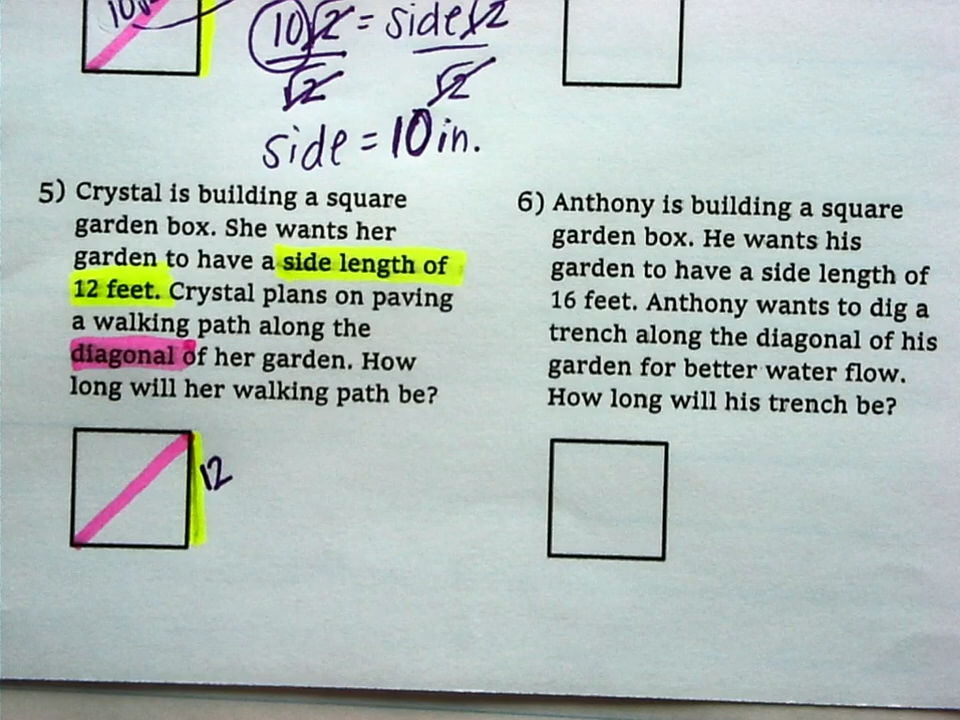 10√2 = side√2
√2 √2
side = 10 in.
5) Crystal is building a square
garden box. She wants her
garden to have a side length of
12 feet. Crystal plans on paving
a walking path along the
diagonal of her garden. How
long will her walking path be?
12
6) Anthony is building a square
garden box. He wants his
garden to have a side length of
16 feet. Anthony wants to dig a
trench along the diagonal of his
garden for better water flow.
How long will his trench be?